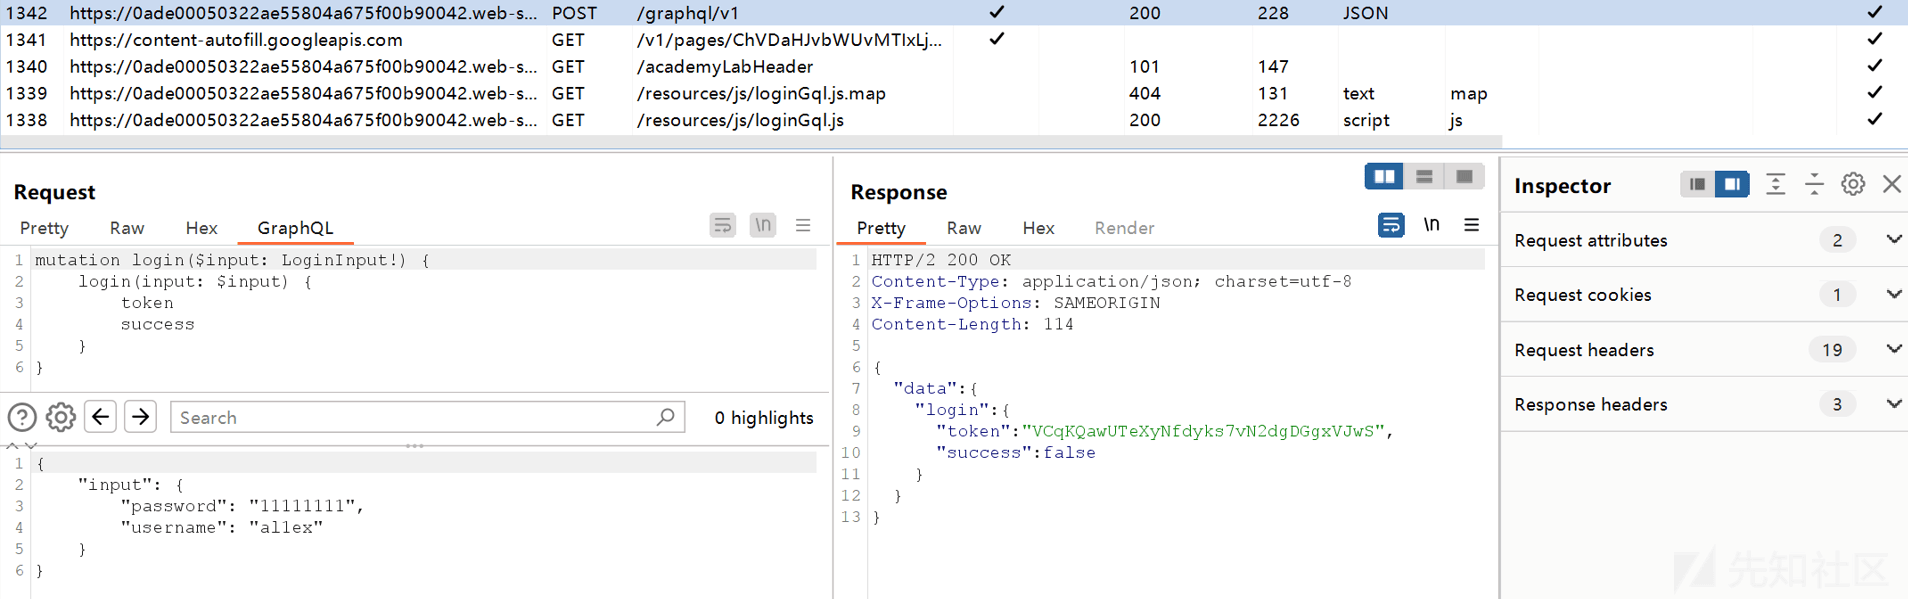 1342 https://0ade00050322ae55804a675f00b90042.web-s... POST /graphql/v1 ✓ 200 228 JSON ✓
1341 https://content-autofill.googleapis.com GET /v1/pages/ChVDaHJvbWUvMTIxLj... ✓ ✓
1340 https://0ade00050322ae55804a675f00b90042.web-s... GET /academyLabHeader 101 147 ✓
1339 https://0ade00050322ae55804a675f00b90042.web-s... GET /resources/js/loginGql.js.map 404 131 text map ✓
1338 https://0ade00050322ae55804a675f00b90042.web-s... GET /resources/js/loginGql.js 200 2226 script js ✓
Request
Pretty Raw Hex GraphQL \n
1 mutation login($input: LoginInput!) {
2 login(input: $input) {
3 token
4 success
5 }
6 }
Search 0 highlights
1 {
2 "input": {
3 "password": "11111111",
4 "username": "al1ex"
5 }
6 }
Response
Pretty Raw Hex Render \n
1 HTTP/2 200 OK
2 Content-Type: application/json; charset=utf-8
3 X-Frame-Options: SAMEORIGIN
4 Content-Length: 114
5
6 {
7 "data":{
8 "login":{
9 "token":"VCqKQawUTeXyNfdyks7vN2dgDGgxVJwS",
10 "success":false
11 }
12 }
13 }
Inspector
Request attributes 2
Request cookies 1
Request headers 19
Response headers 3
先知社区